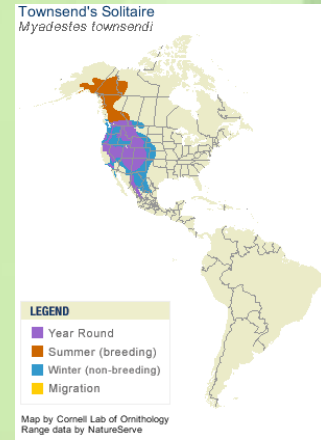 Townsend's Solitaire
Myadestes townsendi
LEGEND
Year Round
Summer (breeding)
Winter (non-breeding)
Migration
Map by Cornell Lab of Ornithology
Range data by NatureServe